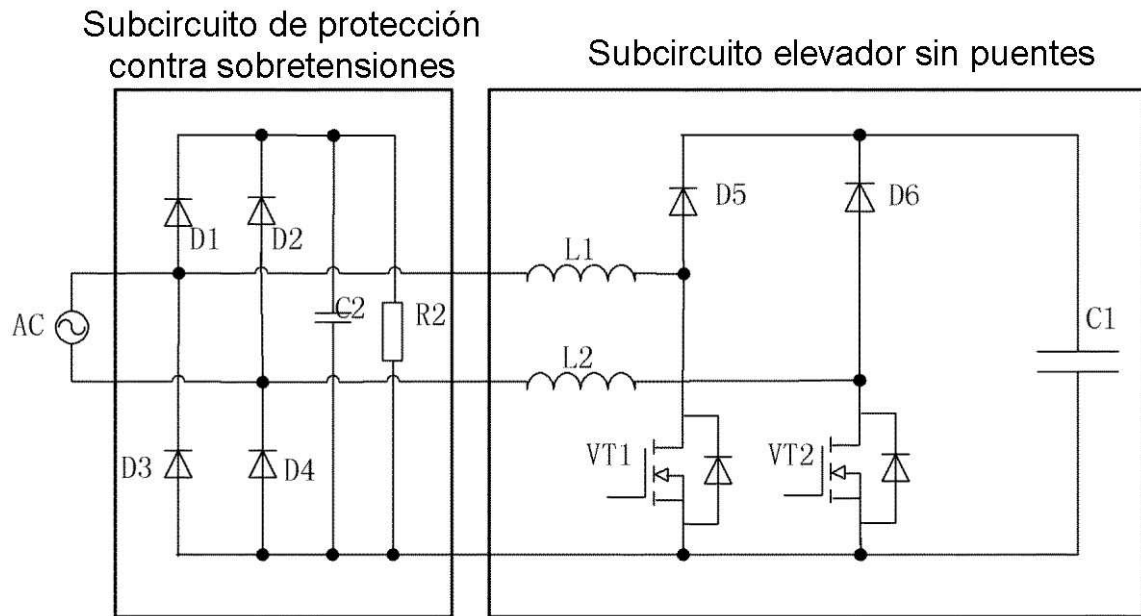 Subcircuito de protección
contra sobretensiones
Subcircuito elevador sin puentes
D1
D2
D5
D6
L1
AC
C2
R2
C1
L2
D3
D4
VT1
VT2